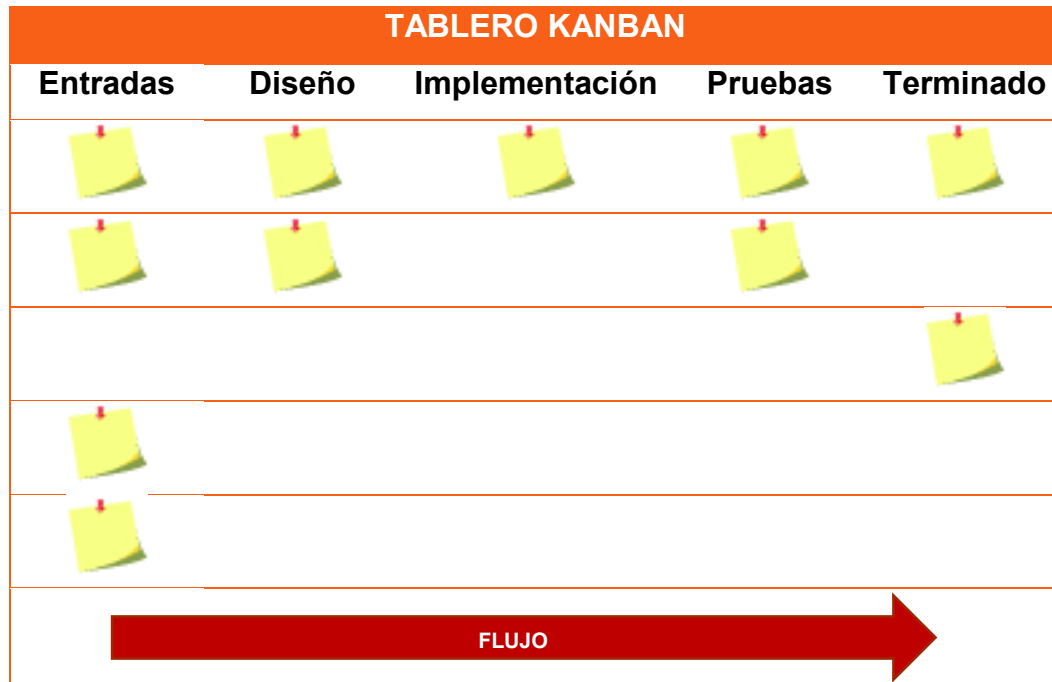 TABLERO KANBAN
Entradas Diseño Implementación Pruebas Terminado
FLUJO